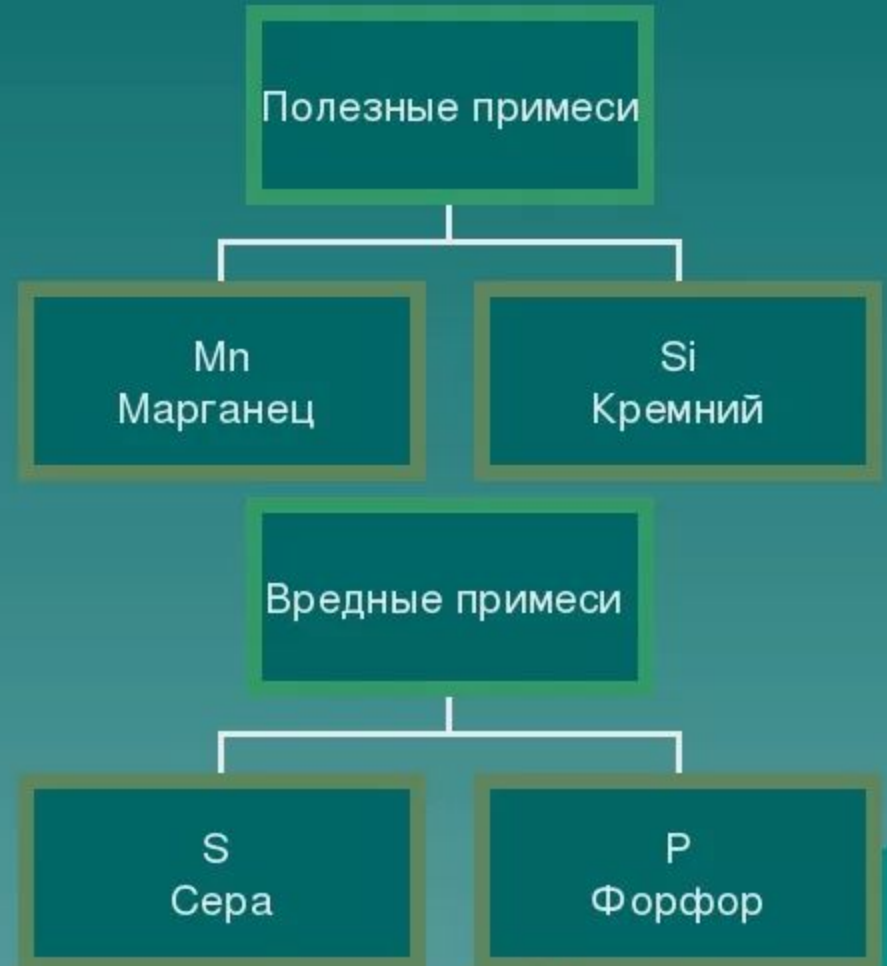 Полезные примеси
Mn
Марганец
Si
Кремний
Вредные примеси
S
Сера
P
Форфор